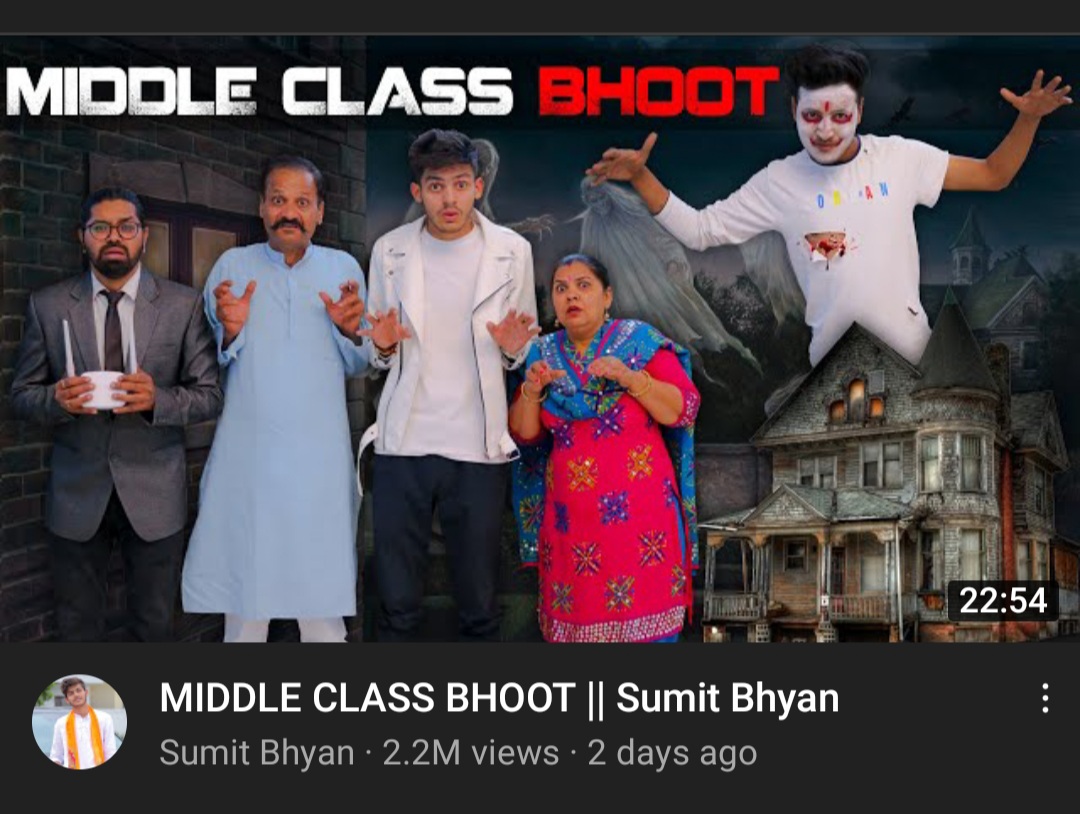 MIDDLE CLASS BHOOT
22:54
MIDDLE CLASS BHOOT || Sumit Bhyan
Sumit Bhyan · 2.2M views · 2 days ago